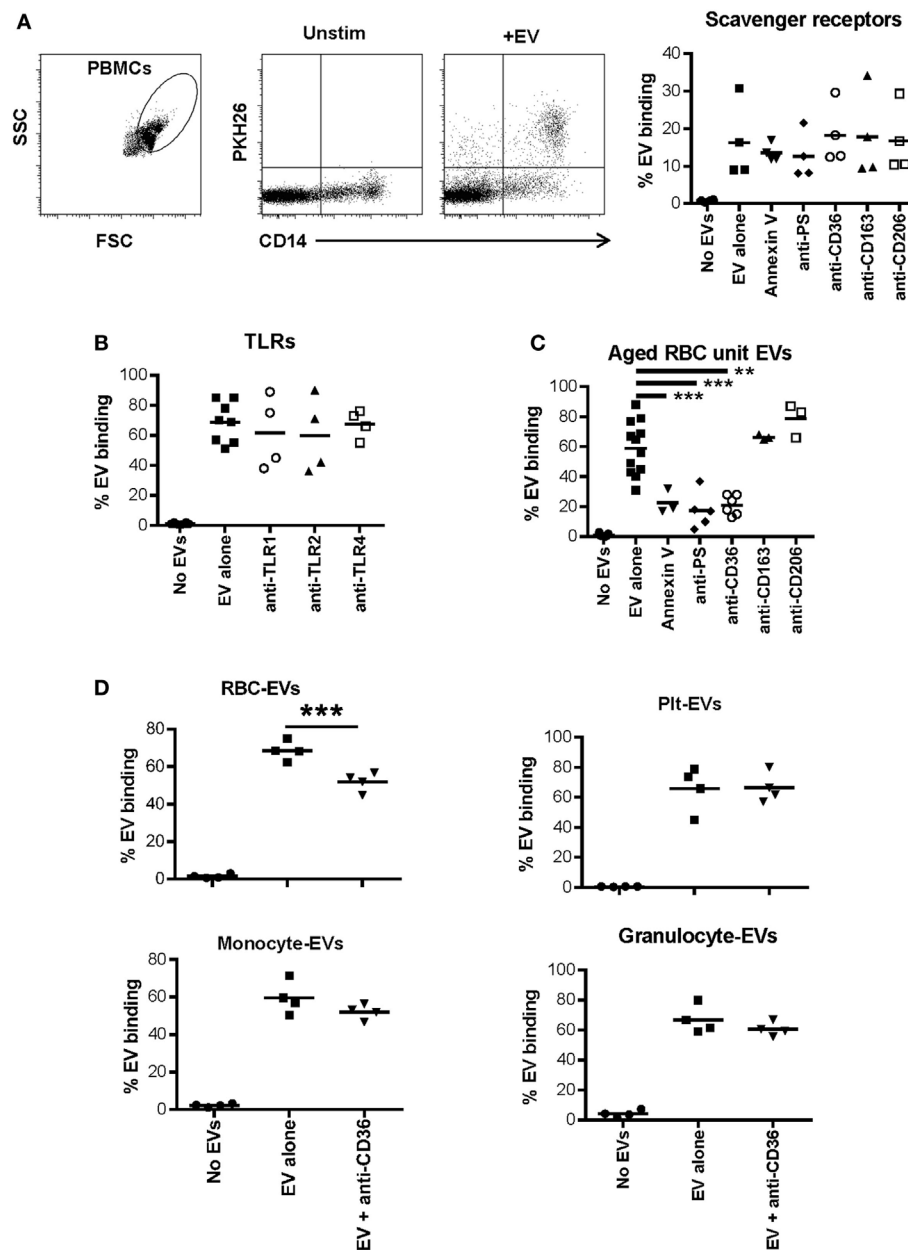 A
PBMCs
SSC
FSC
Unstim
+EV
PKH26
CD14
Scavenger receptors
% EV binding
40
30
20
10
0
No EVs
EV alone
Annexin V
anti-PS
anti-CD36
anti-CD163
anti-CD206
B
TLRs
% EV binding
100
80
60
40
20
0
No EVs
EV alone
anti-TLR1
anti-TLR2
anti-TLR4
C
Aged RBC unit EVs
**
***
***
% EV binding
100
80
60
40
20
0
No EVs
EV alone
Annexin V
anti-PS
anti-CD36
anti-CD163
anti-CD206
D
RBC-EVs
***
% EV binding
80
60
40
20
0
Plt-EVs
% EV binding
100
80
60
40
20
0
Monocyte-EVs
% EV binding
80
60
40
20
0
No EVs
EV alone
EV + anti-CD36
Granulocyte-EVs
% EV binding
100
80
60
40
20
0
No EVs
EV alone
EV + anti-CD36